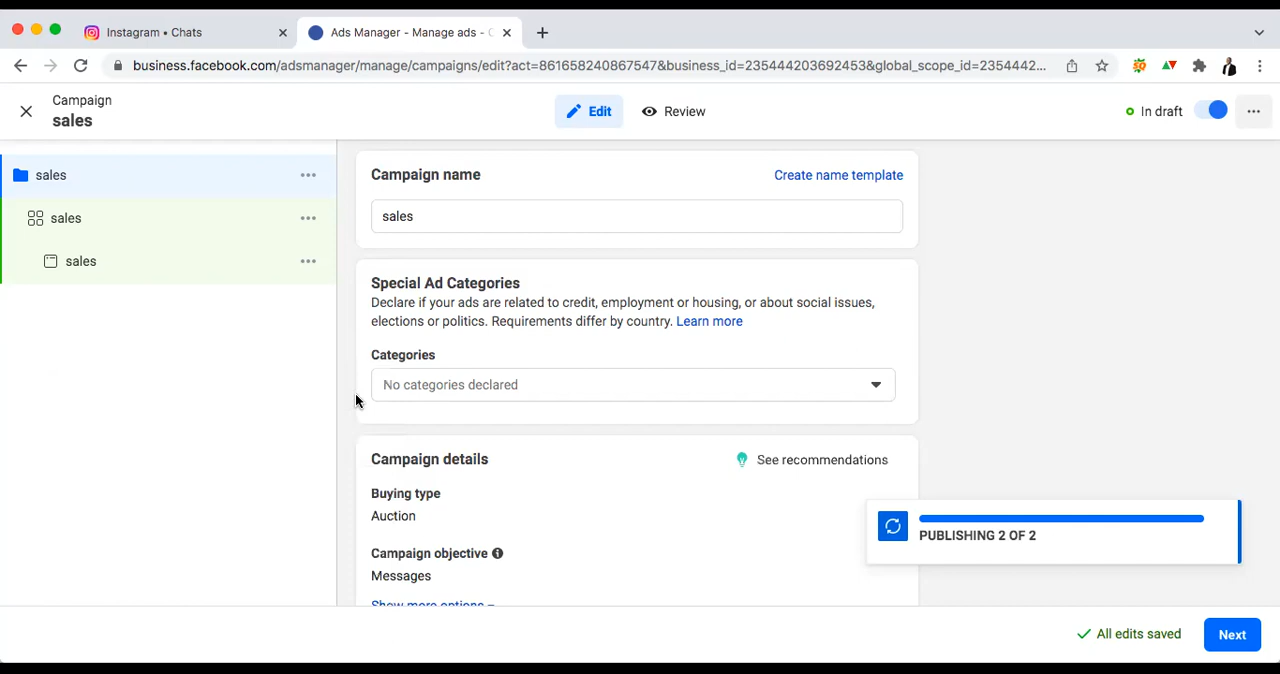 Instagram • Chats
Ads Manager - Manage ads -
business.facebook.com/adsmanager/manage/campaigns/edit?act=861658240867547&business_id=235444203692453&global_scope_id=2354442...
Campaign
sales
Edit
Review
In draft
sales
sales
sales
Campaign name
Create name template
sales
Special Ad Categories
Declare if your ads are related to credit, employment or housing, or about social issues,
elections or politics. Requirements differ by country. Learn more
Categories
No categories declared
Campaign details
See recommendations
Buying type
Auction
Campaign objective
Messages
Show more options
PUBLISHING 2 OF 2
All edits saved
Next